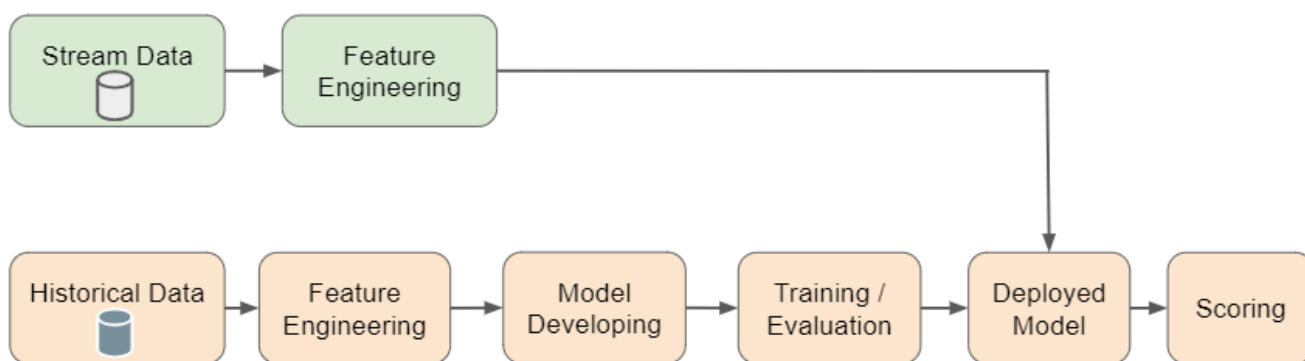 Stream Data
Feature
Engineering
Historical Data
Feature
Engineering
Model
Developing
Training /
Evaluation
Deployed
Model
Scoring